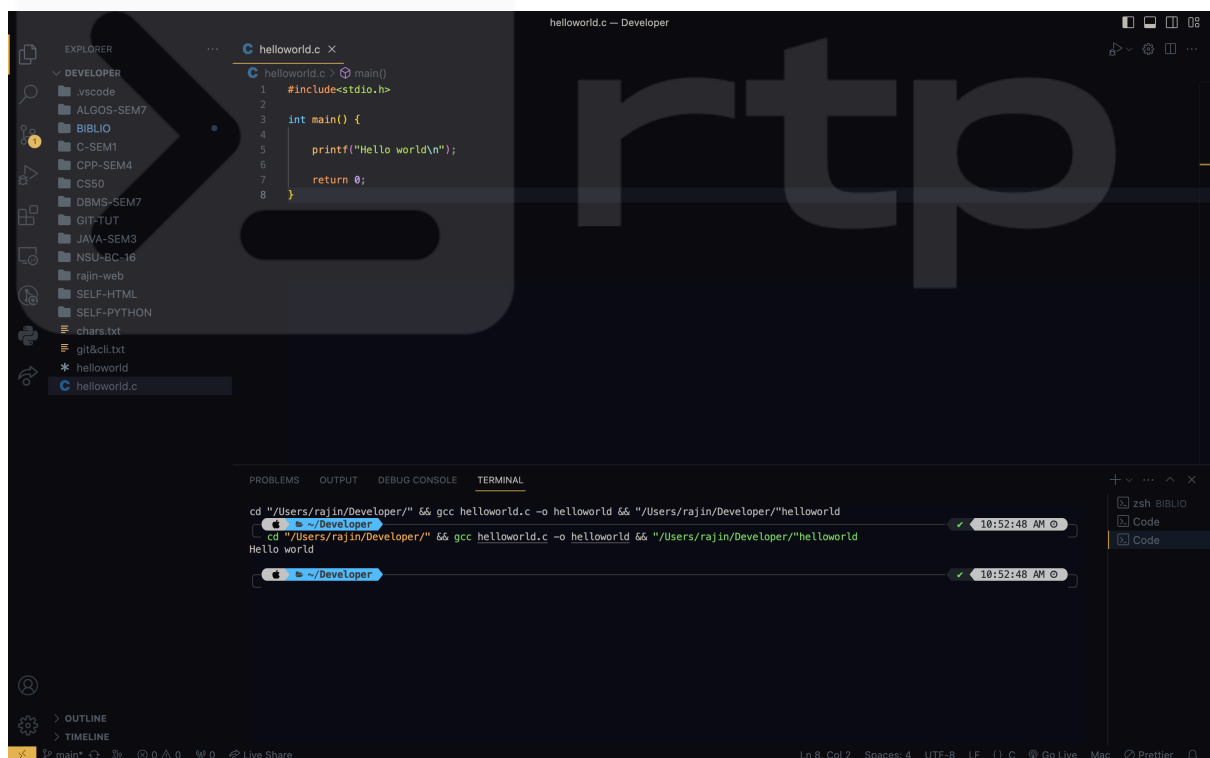 helloworld.c — Developer
EXPLORER
DEVELOPER
.vscode
ALGOS-SEM7
BIBLIO
C-SEM1
CPP-SEM4
CS50
DBMS-SEM7
GIT-TUT
JAVA-SEM3
NSU-BC-16
rajin-web
SELF-HTML
SELF-PYTHON
chars.txt
git&cli.txt
helloworld
helloworld.c
1
OUTLINE
TIMELINE
helloworld.c
helloworld.c > main()
1 #include<stdio.h>
2
3 int main() {
4
5 printf("Hello world\n");
6
7 return 0;
8 }
rtp
PROBLEMS OUTPUT DEBUG CONSOLE TERMINAL
cd "/Users/rajin/Developer/" && gcc helloworld.c -o helloworld && "/Users/rajin/Developer/"helloworld
~/Developer 10:52:48 AM
cd "/Users/rajin/Developer/" && gcc helloworld.c -o helloworld && "/Users/rajin/Developer/"helloworld
Hello world
~/Developer 10:52:48 AM
zsh BIBLIO
Code
Code
main* 0 0 0 Live Share Ln 8, Col 2 Spaces: 4 UTF-8 LF {} C Go Live Mac Prettier